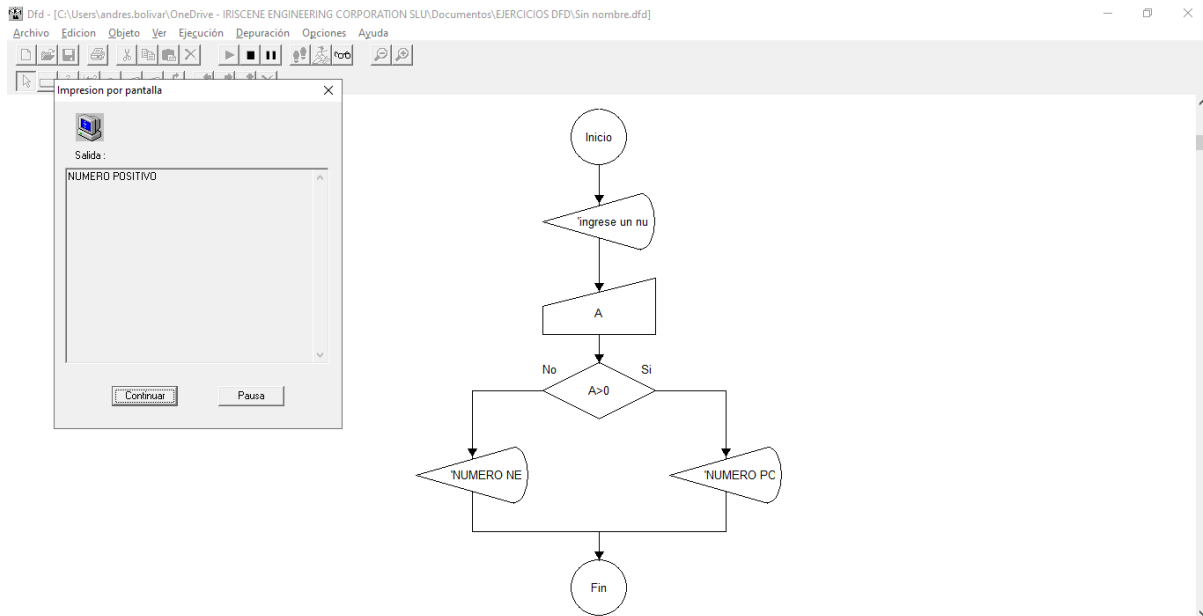 Dfd - [C:\Users\andres.bolivar\OneDrive - IRISCENE ENGINEERING CORPORATION SLU\Documentos\EJERCICIOS DFD\Sin nombre.dfd]
Archivo Edicion Objeto Ver Ejecución Depuración Opciones Ayuda
Impresion por pantalla
Salida :
NUMERO POSITIVO
Continuar Pausa
Inicio
'ingrese un nu
A
No Si
A>0
'NUMERO NE 'NUMERO PO
Fin